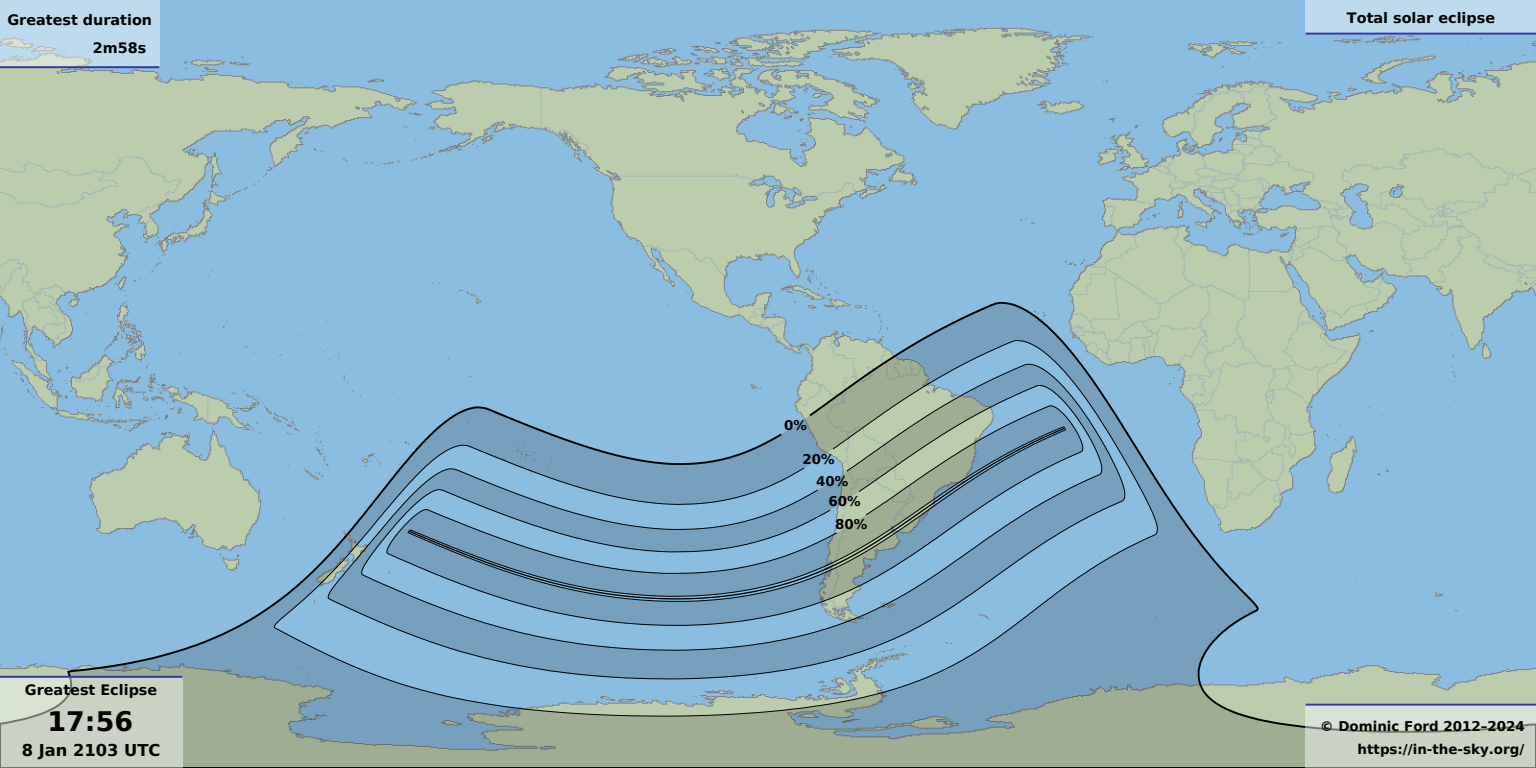 Greatest duration
2m58s
Total solar eclipse
0%
20%
40%
60%
80%
Greatest Eclipse
17:56
8 Jan 2103 UTC
© Dominic Ford 2012-2024
https://in-the-sky.org/